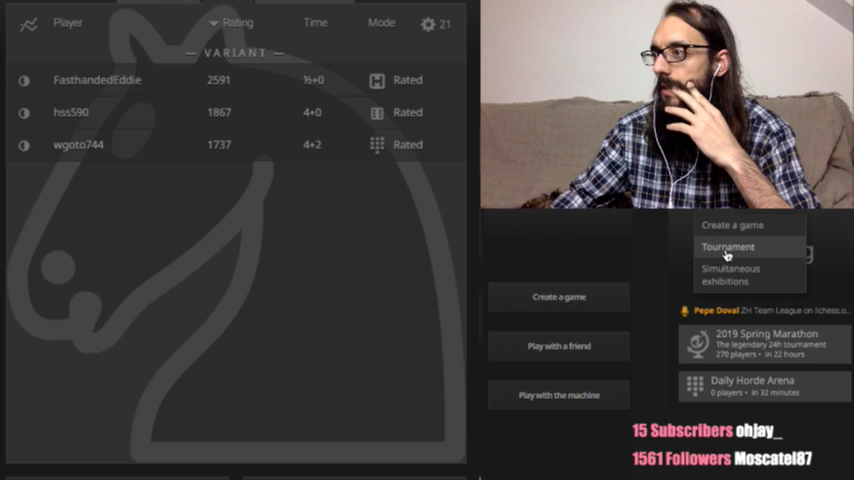 Player Rating Time Mode 21
— VARIANT —
FasthandedEddie 2591 ½+0 Rated
hss590 1867 4+0 Rated
wgoto744 1737 4+2 Rated
Create a game
Tournament
Simultaneous
exhibitions
g
Create a game
Play with a friend
Play with the machine
Pepe Doval ZH Team League on lichess.o...
2019 Spring Marathon
The legendary 24h tournament
270 players • in 22 hours
Daily Horde Arena
0 players • in 32 minutes
15 Subscribers ohjay_
1561 Followers Moscatel87